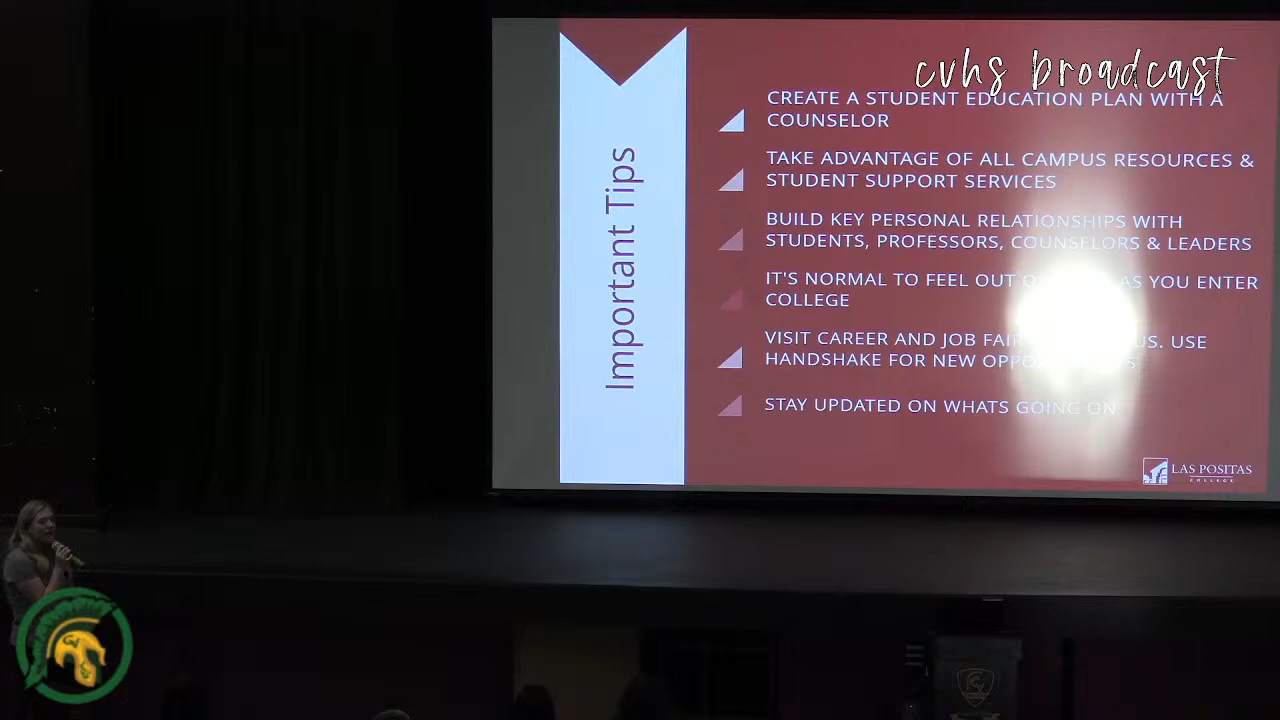 cvhs broadcast
Important Tips
CREATE A STUDENT EDUCATION PLAN WITH A
COUNSELOR
TAKE ADVANTAGE OF ALL CAMPUS RESOURCES &
STUDENT SUPPORT SERVICES
BUILD KEY PERSONAL RELATIONSHIPS WITH
STUDENTS, PROFESSORS, COUNSELORS & LEADERS
IT'S NORMAL TO FEEL OUT AS YOU ENTER
COLLEGE
VISIT CAREER AND JOB USE
HANDSHAKE FOR NEW
STAY UPDATED ON WHATS GOING ON
LAS POSITAS
COLLEGE